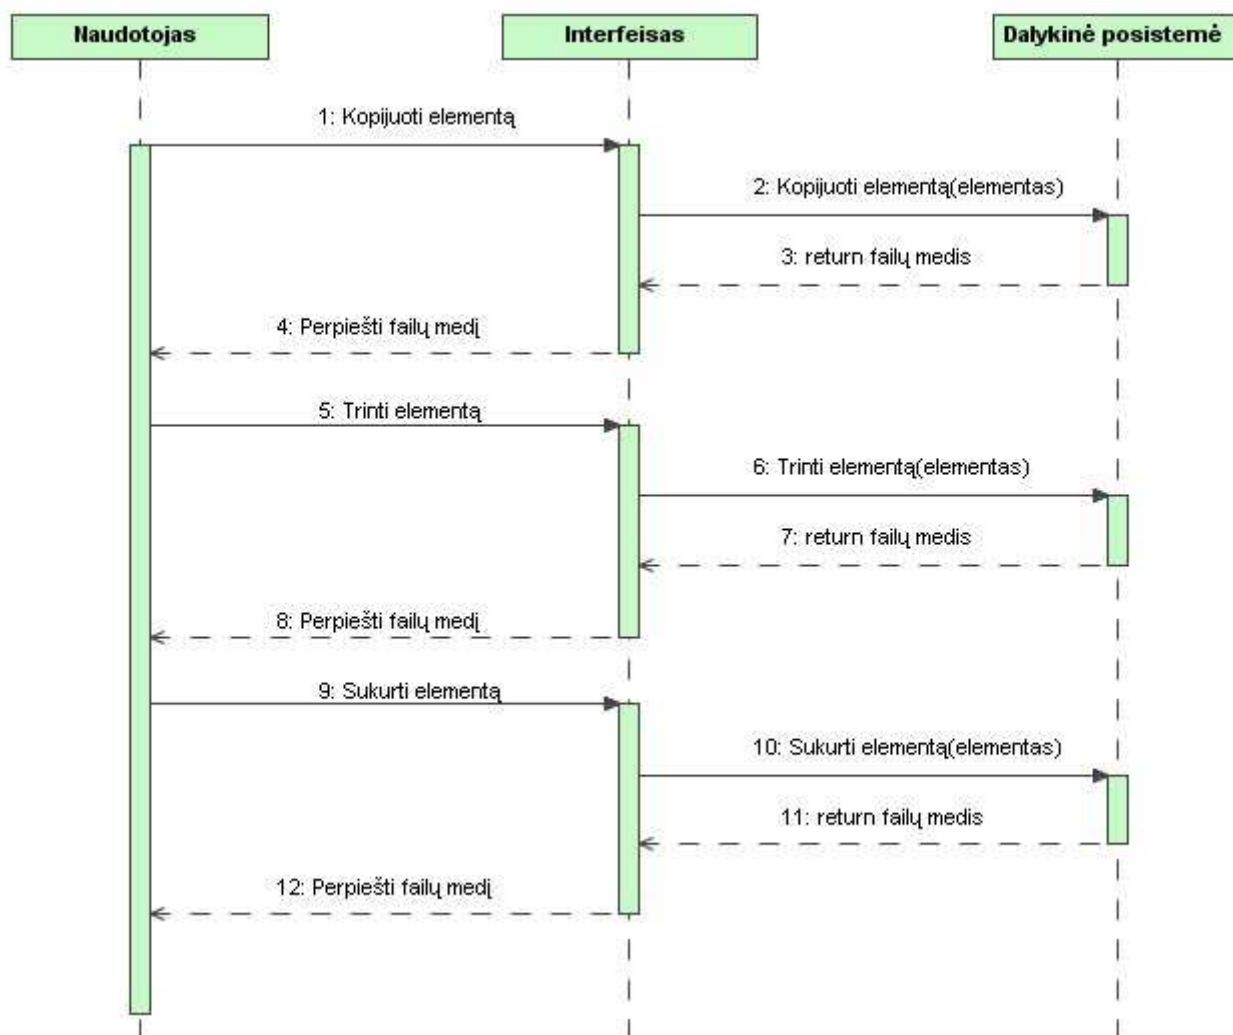 Naudotojas
Interfeisas
Dalykinė posistemė
1: Kopijuoti elementą
2: Kopijuoti elementą(elementas)
3: return failų medis
4: Perpiešti failų medį
5: Trinti elementą
6: Trinti elementą(elementas)
7: return failų medis
8: Perpiešti failų medį
9: Sukurti elementą
10: Sukurti elementą(elementas)
11: return failų medis
12: Perpiešti failų medį